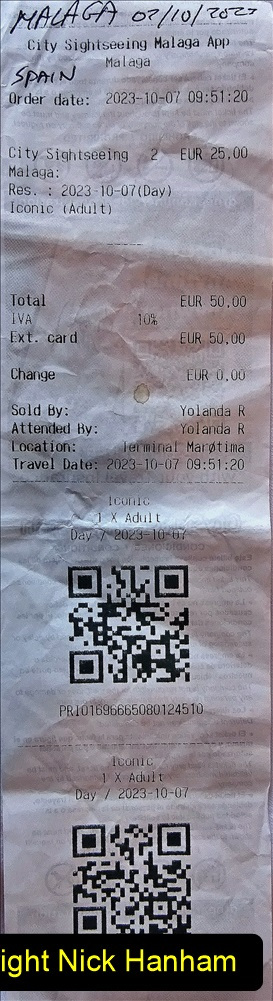 MALAGA 07/10/2023
City Sightseeing Malaga App
Malaga
SPAIN
Order date: 2023-10-07 09:51:20
City Sightseeing 2 EUR 25,00
Malaga:
Res. : 2023-10-07(Day)
Iconic (Adult)
Total EUR 50,00
IVA 10%
Ext. card EUR 50,00
Change EUR 0,00
Sold By: Yolanda R
Attended By: Yolanda R
Location: Terminal Marøtima
Travel Date: 2023-10-07 09:51:20
Iconic
1 X Adult
Day / 2023-10-07
PRI01696665080124510
Iconic
1 X Adult
Day / 2023-10-07
ight Nick Hanham